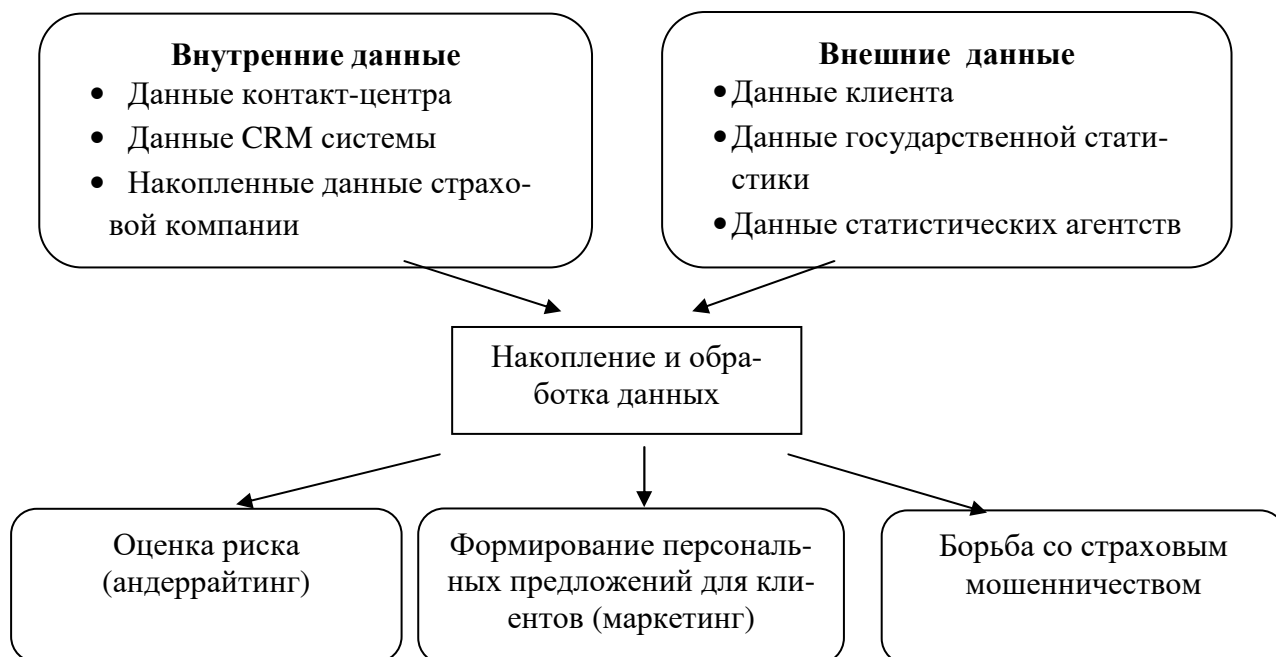 Внутренние данные
• Данные контакт-центра
• Данные CRM системы
• Накопленные данные страхо-
вой компании
Внешние данные
• Данные клиента
• Данные государственной стати-
стики
• Данные статистических агентств
Накопление и обра-
ботка данных
Оценка риска
(андеррайтинг)
Формирование персональ-
ных предложений для кли-
ентов (маркетинг)
Борьба со страховым
мошенничеством